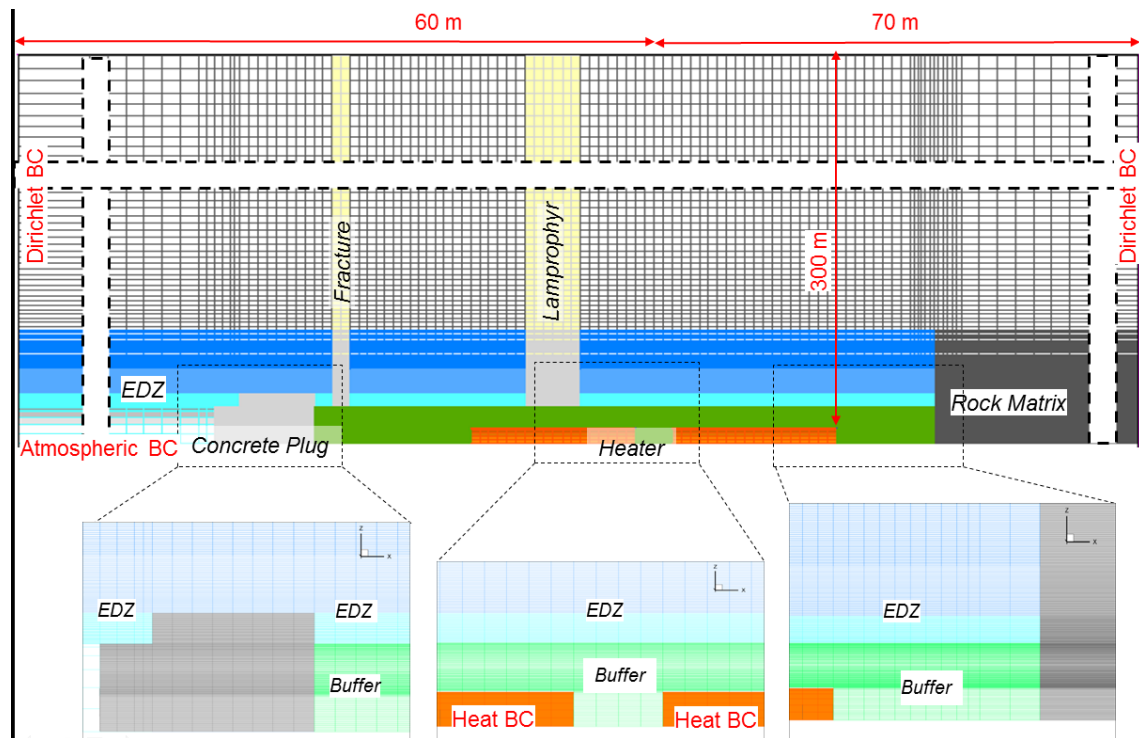 60 m
70 m
Dirichlet BC
Dirichlet BC
Fracture
Lamprophyr
300 m
EDZ
Rock Matrix
Atmospheric BC
Concrete Plug
Heater
z
x
EDZ
EDZ
Buffer
z
x
EDZ
Buffer
Heat BC
Heat BC
z
x
EDZ
Buffer